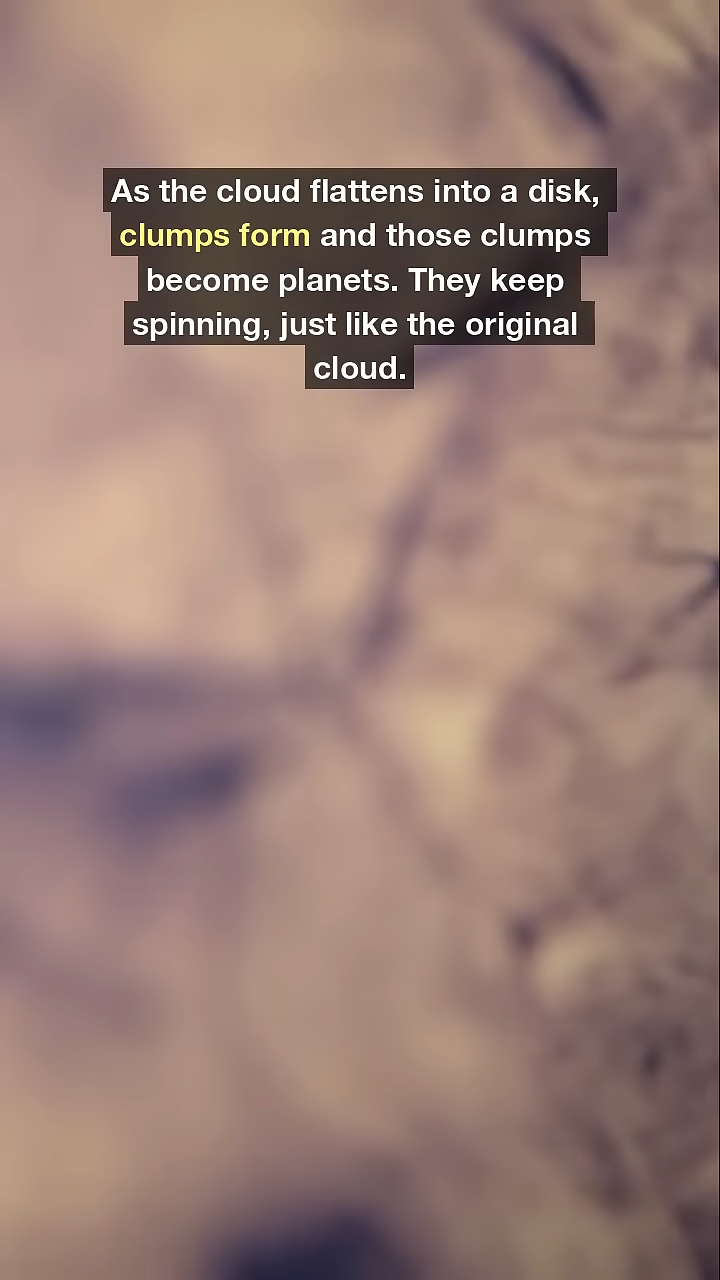 As the cloud flattens into a disk,
clumps form and those clumps
become planets. They keep
spinning, just like the original
cloud.